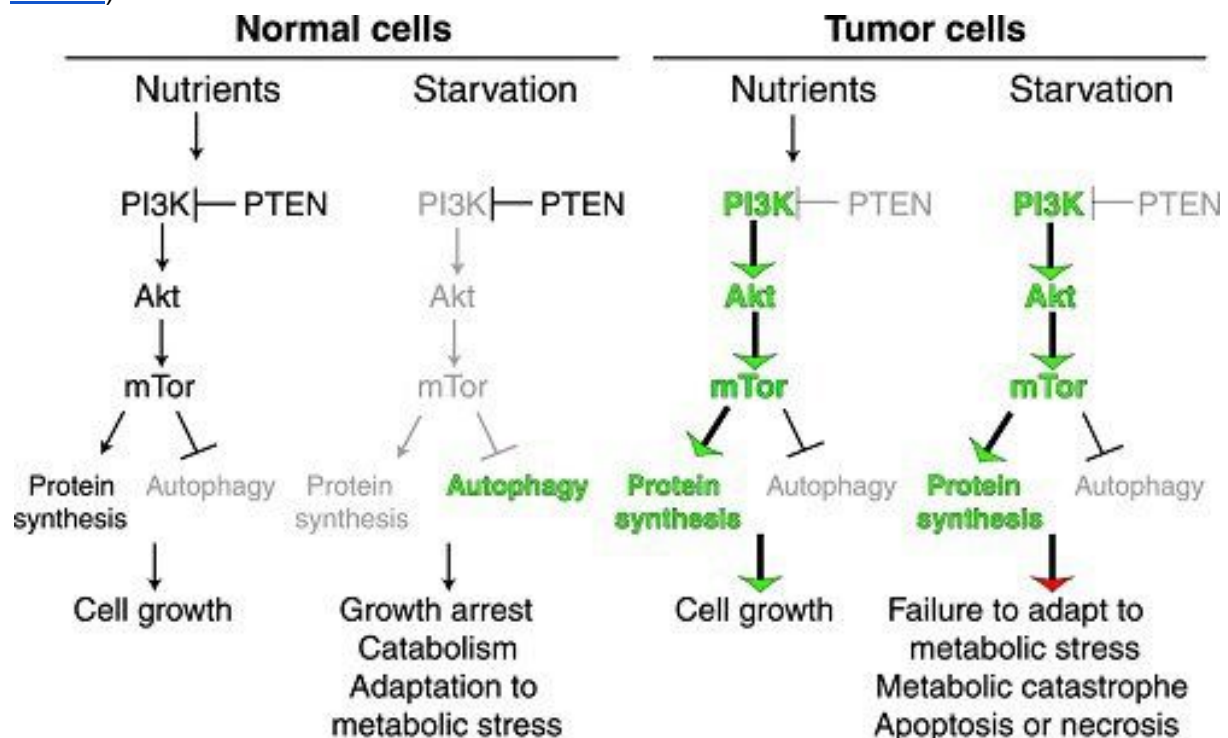 Normal cells
Tumor cells
Nutrients
Starvation
Nutrients
Starvation
PI3K
PTEN
PI3K
PTEN
PI3K
PTEN
PI3K
PTEN
Akt
Akt
Akt
Akt
mTor
mTor
mTor
mTor
Protein
synthesis
Autophagy
Protein
synthesis
Autophagy
Protein
synthesis
Autophagy
Protein
synthesis
Autophagy
Cell growth
Growth arrest
Catabolism
Adaptation to
metabolic stress
Cell growth
Failure to adapt to
metabolic stress
Metabolic catastrophe
Apoptosis or necrosis